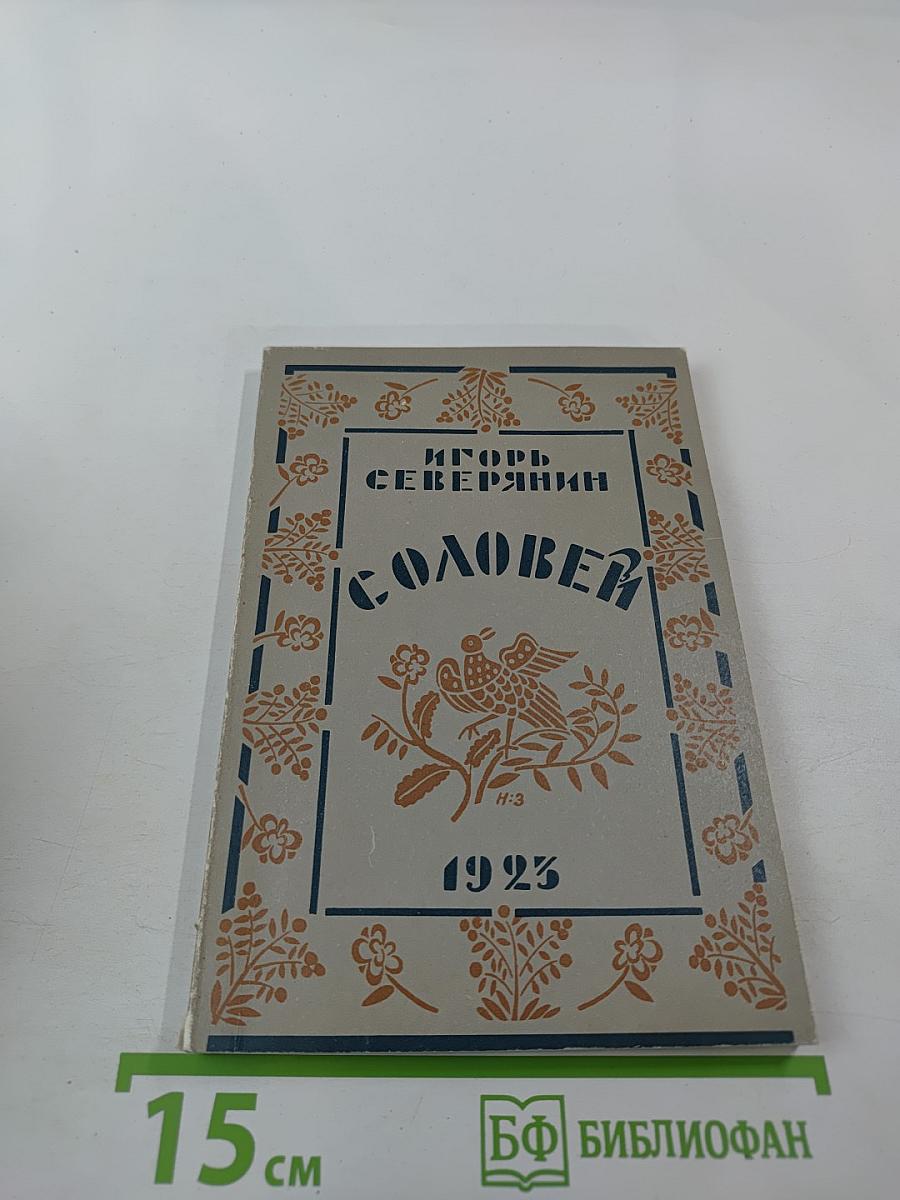 ИГОРЬ
СЕВЕРЯНИН
СОЛОВЕЙ
Н:З
1923
15 см
БФ БИБЛИОФАН